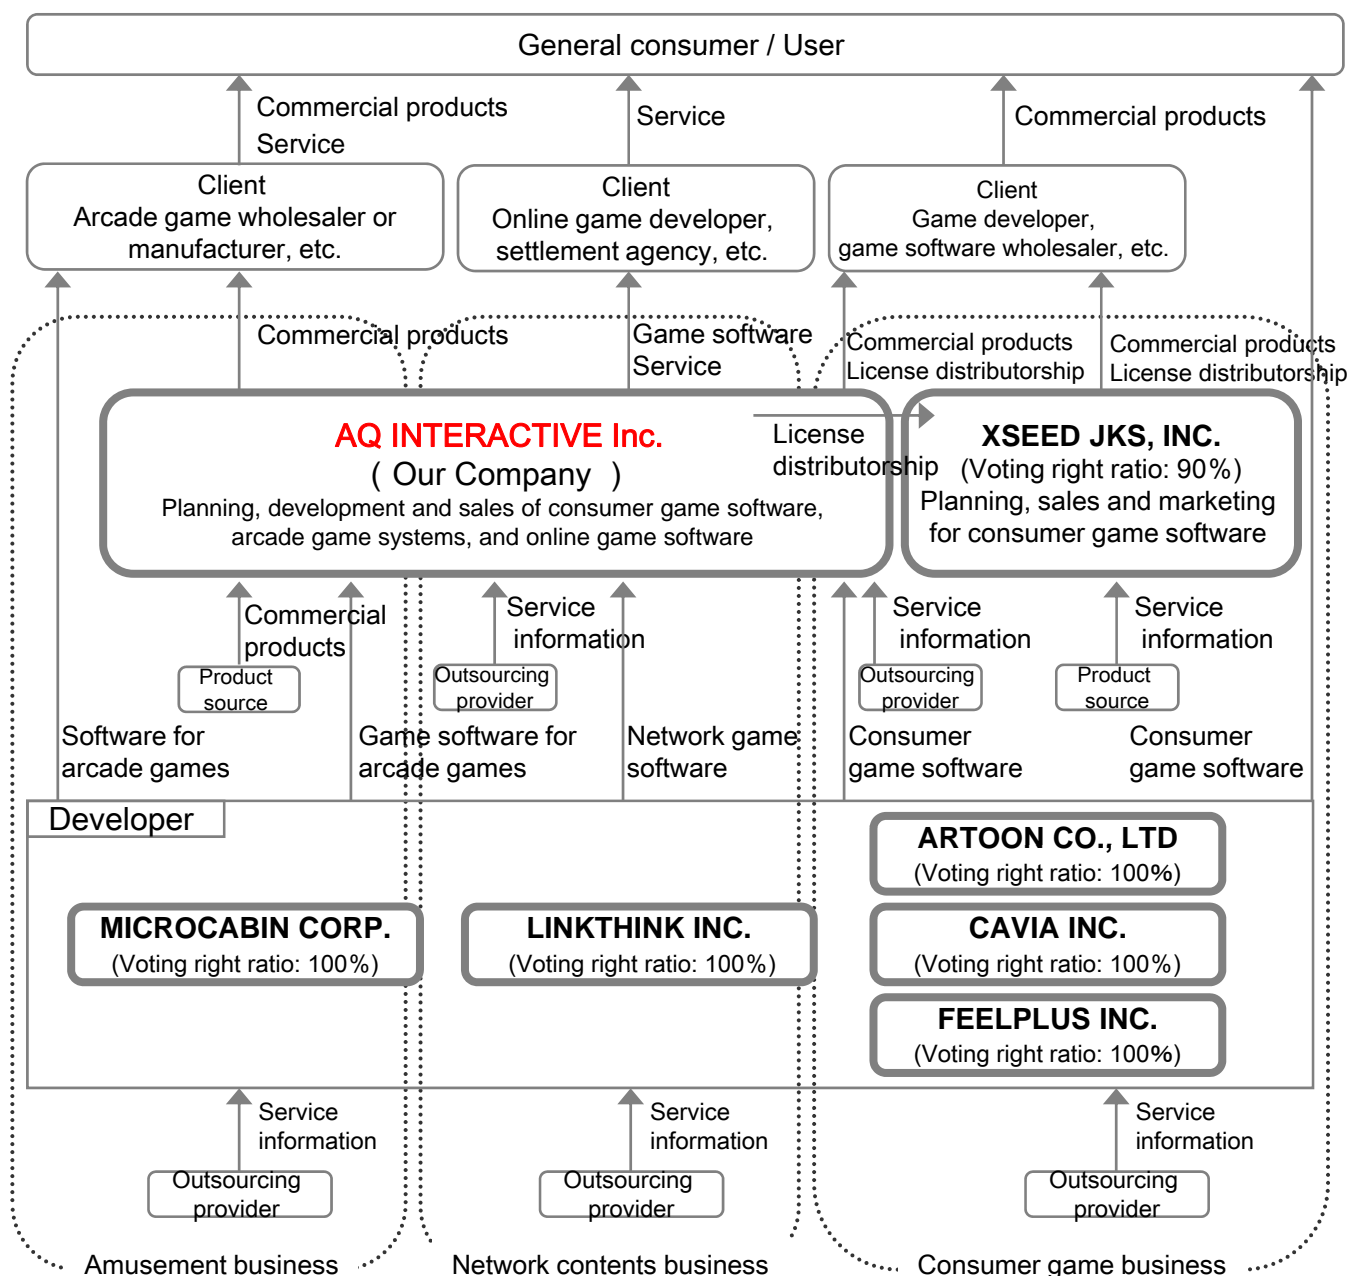 General consumer / User
Commercial products
Service
Service
Commercial products
Client
Arcade game wholesaler or
manufacturer, etc.
Client
Online game developer,
settlement agency, etc.
Client
Game developer,
game software wholesaler, etc.
Commercial products
Game software
Service
Commercial products
License distributorship
Commercial products
License distributorship
AQ INTERACTIVE Inc.
( Our Company )
Planning, development and sales of consumer game software,
arcade game systems, and online game software
License
distributorship
XSEED JKS, INC.
(Voting right ratio: 90%)
Planning, sales and marketing
for consumer game software
Commercial
products
Service
information
Service
information
Service
information
Product
source
Outsourcing
provider
Outsourcing
provider
Product
source
Software for
arcade games
Game software for
arcade games
Network game
software
Consumer
game software
Consumer
game software
Developer
MICROCABIN CORP.
(Voting right ratio: 100%)
LINKTHINK INC.
(Voting right ratio: 100%)
ARTOON CO., LTD
(Voting right ratio: 100%)
CAVIA INC.
(Voting right ratio: 100%)
FEELPLUS INC.
(Voting right ratio: 100%)
Service
information
Service
information
Service
information
Outsourcing
provider
Outsourcing
provider
Outsourcing
provider
Amusement business
Network contents business
Consumer game business